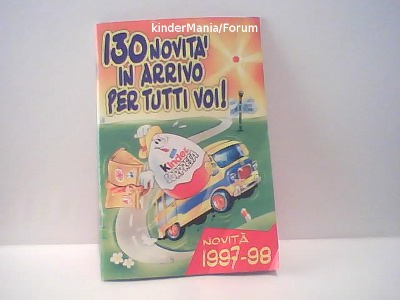 kinderMania/Forum
130 NOVITA'
IN ARRIVO
PER TUTTI VOI!
Kinder
SORPRESA
NOVITÀ
1997-98